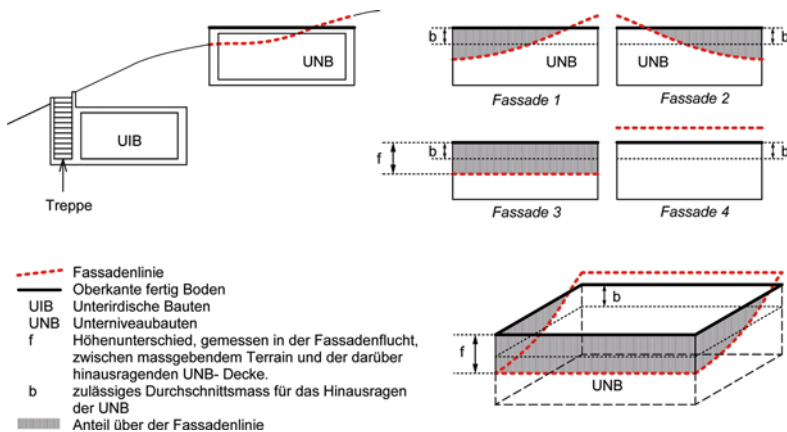 UNB
UIB
Treppe
b
UNB
Fassade 1
UNB
b
Fassade 2
f
b
Fassade 3
b
Fassade 4
Fassadenlinie
Oberkante fertig Boden
UIB Unterirdische Bauten
UNB Unterniveaubauten
f Höhenunterschied, gemessen in der Fassadenflucht,
zwischen massgebendem Terrain und der darüber
hinausragenden UNB- Decke.
b zulässiges Durchschnittsmass für das Hinausragen
der UNB
Anteil über der Fassadenlinie
b
f
UNB